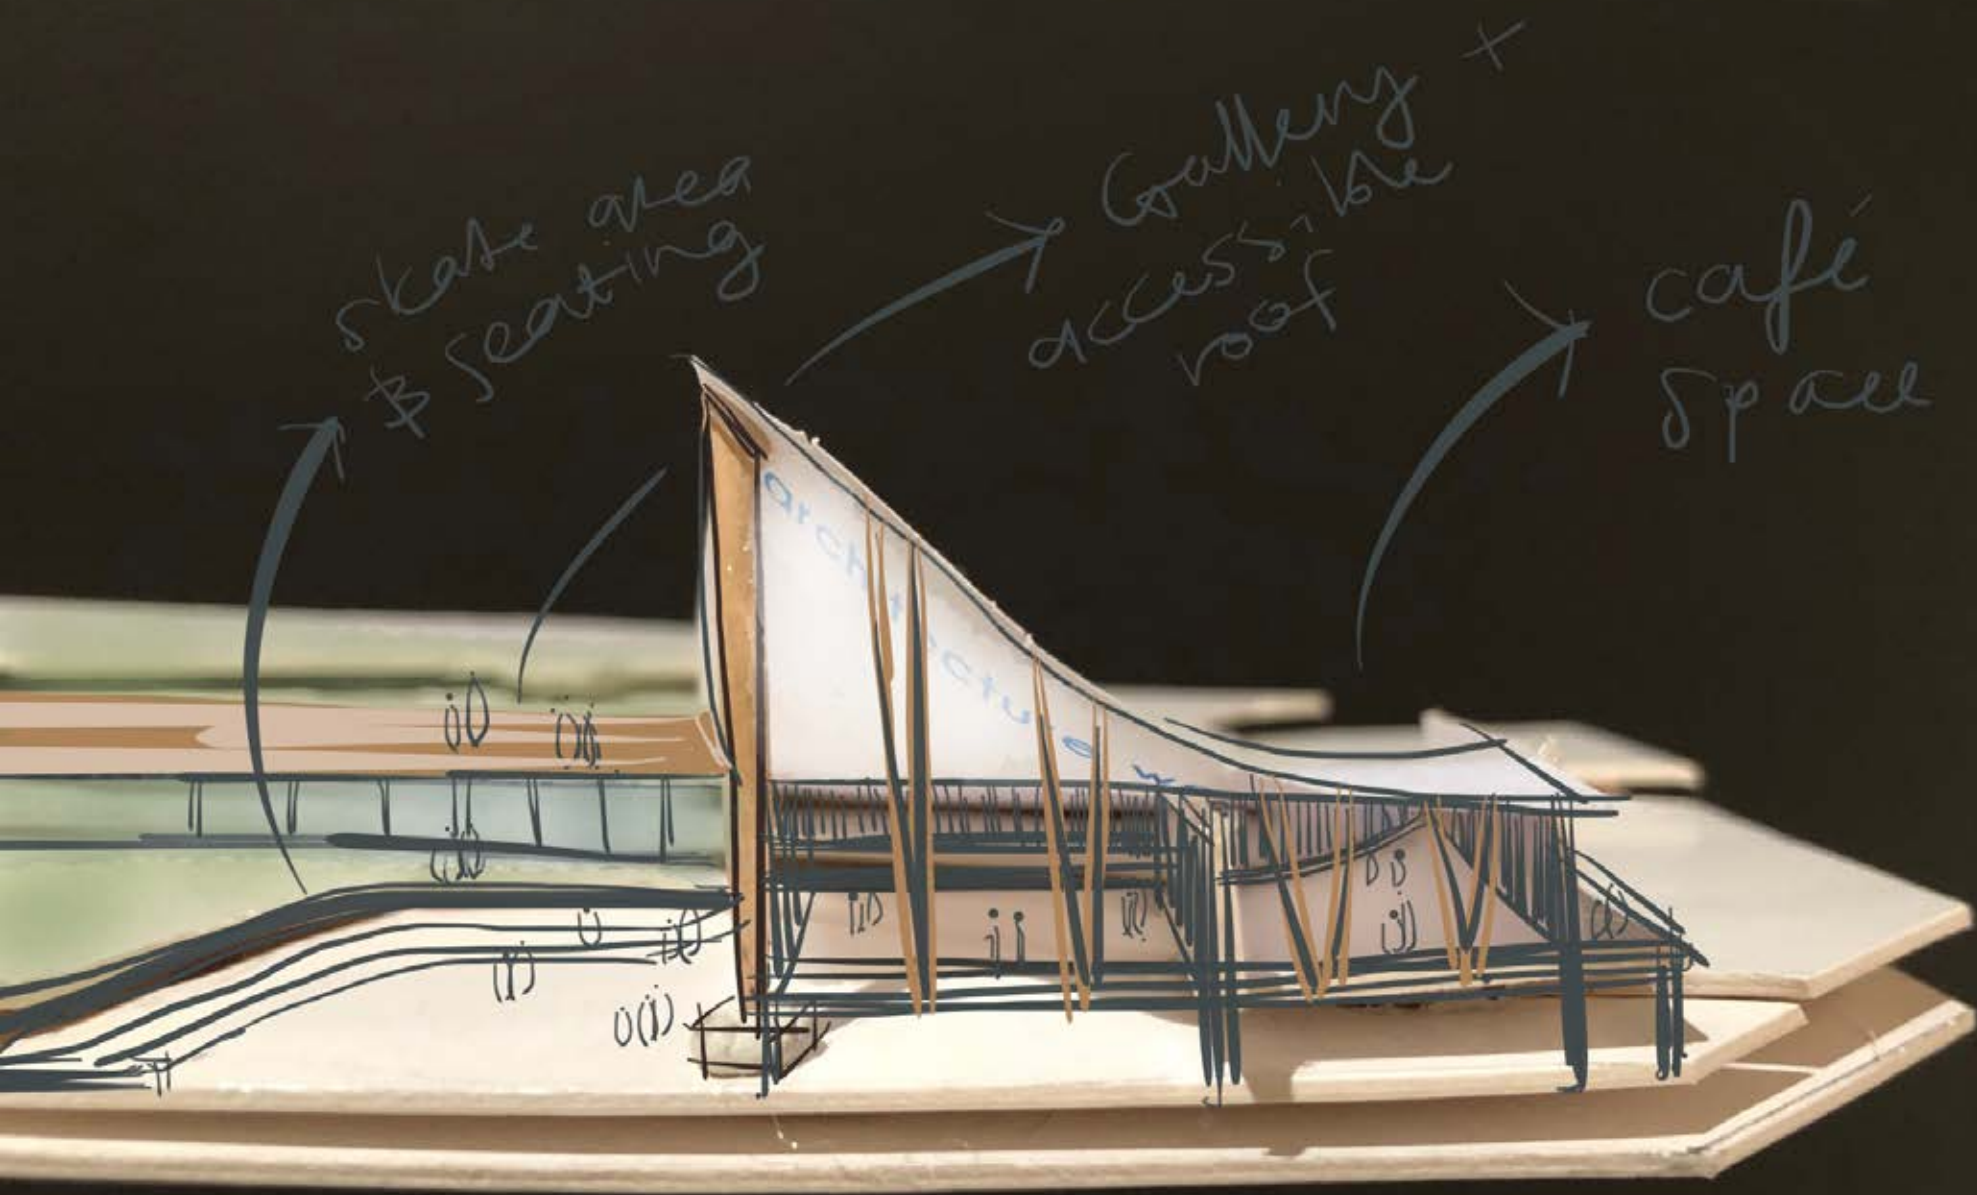 skate area
& seating
Gallery +
accessible
roof
café
space
architecture w